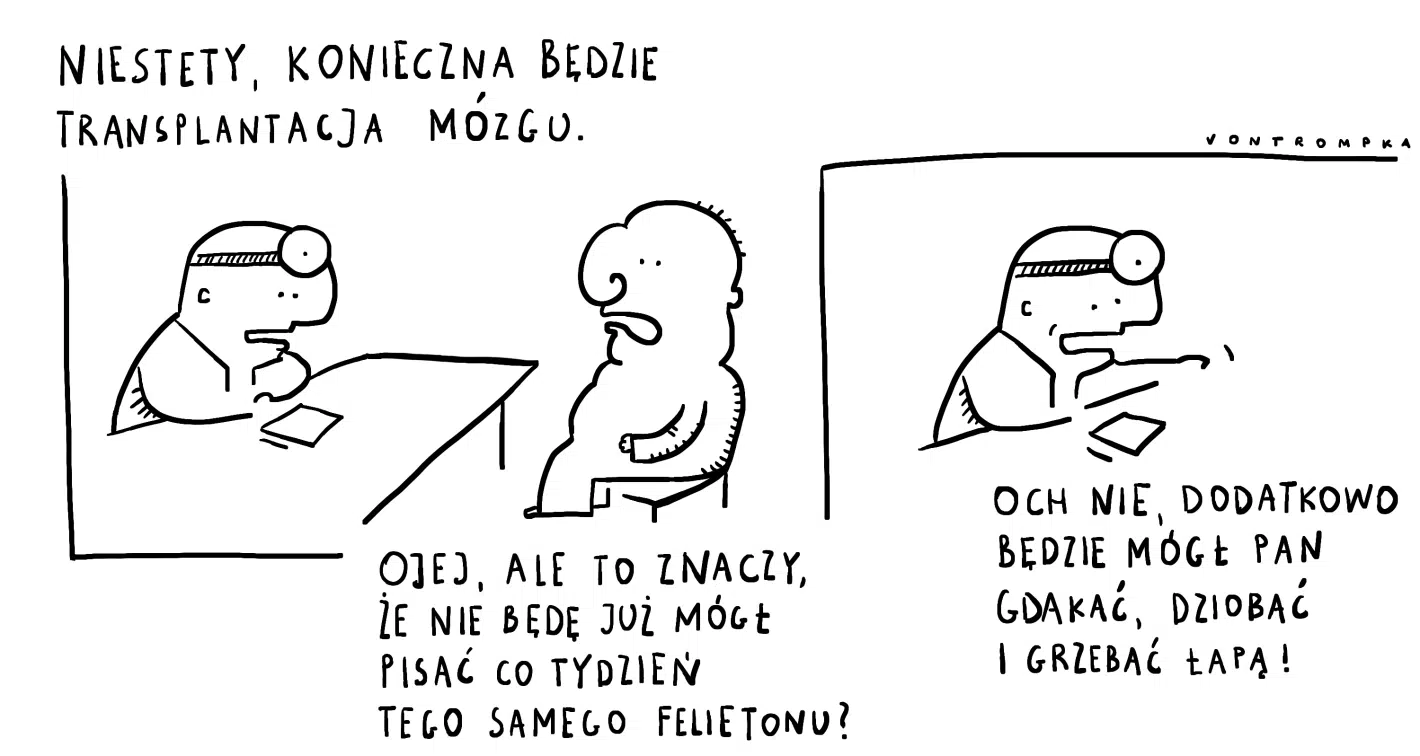 NIESTETY, KONIECZNA BĘDZIE
TRANSPLANTACJA MÓZGU.
VONTROMPKA
OJEJ, ALE TO ZNACZY,
ŻE NIE BĘDĘ JUŻ MÓGŁ
PISAĆ CO TYDZIEŃ
TEGO SAMEGO FELIETONU?
OCH NIE, DODATKOWO
BĘDZIE MÓGŁ PAN
GDAKAĆ, DZIOBAĆ
I GRZEBAĆ ŁAPĄ!